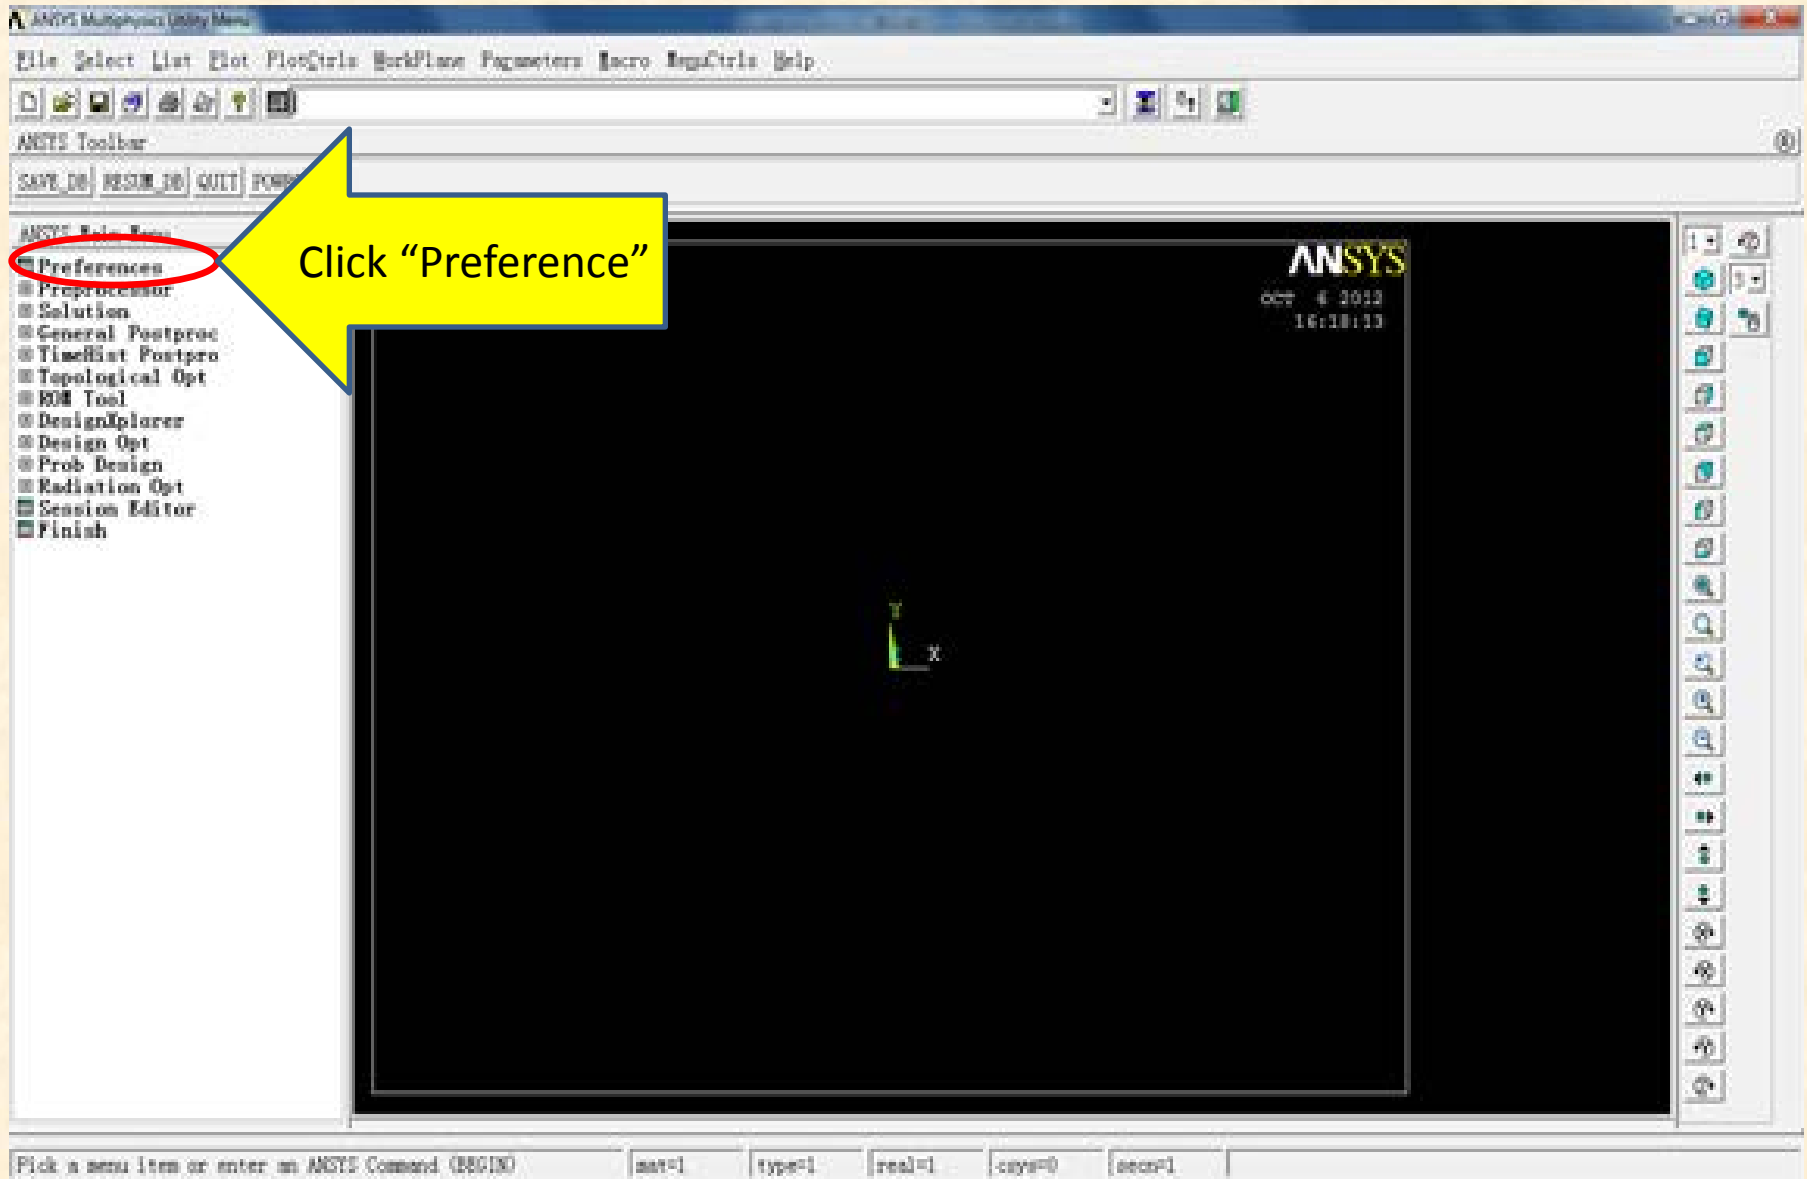 ANSYS Multiphysics Utility Menu
File Select List Plot PlotCtrls WorkPlane Parameters Macro MenuCtrls Help
ANSYS Toolbar
SAVE_DB RESUM_DB QUIT
ANSYS Main Menu
Preferences
Preprocessor
Solution
General Postproc
TimeHist Postpro
Topological Opt
ROM Tool
DesignXplorer
Design Opt
Prob Design
Radiation Opt
Session Editor
Finish
Click “Preference”
1
3
ANSYS
OCT 6 2012
Y
X
Pick a menu item or enter an ANSYS Command (BEGIN) mat=1 type=1 real=1 csys=0 secn=1